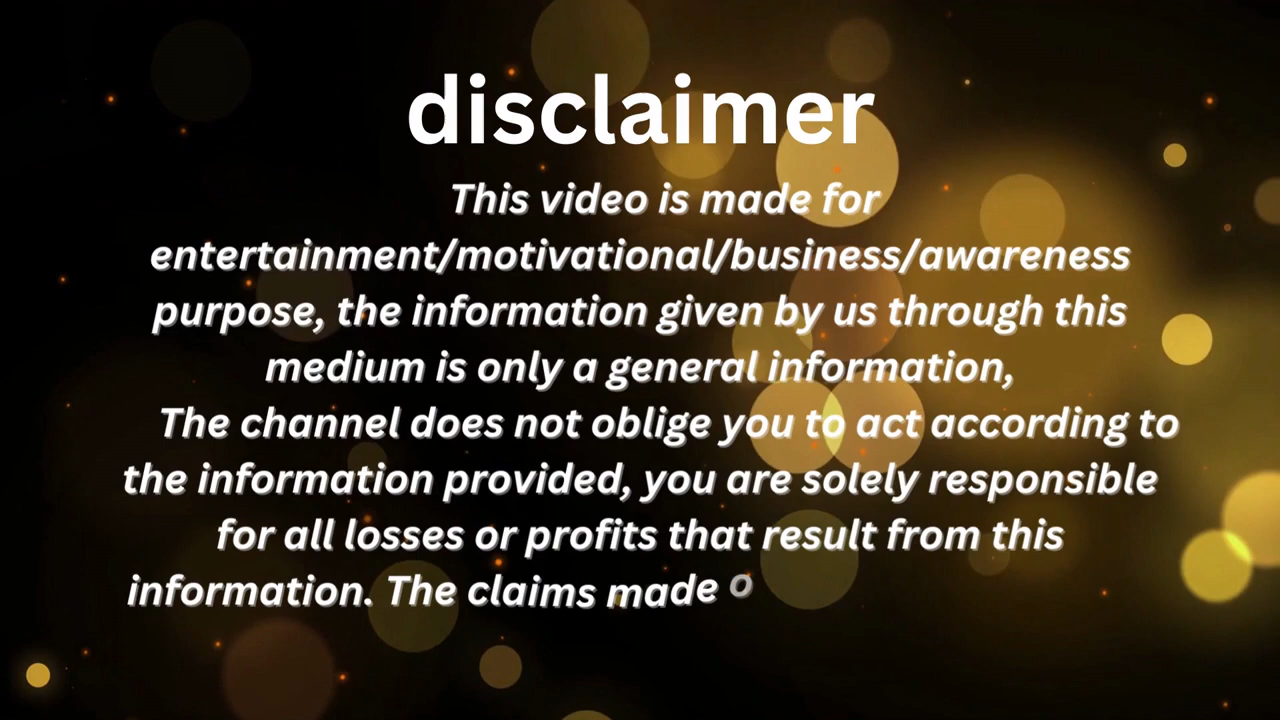 disclaimer
This video is made for
entertainment/motivational/business/awareness
purpose, the information given by us through this
medium is only a general information,
The channel does not oblige you to act according to
the information provided, you are solely responsible
for all losses or profits that result from this
information. The claims made o